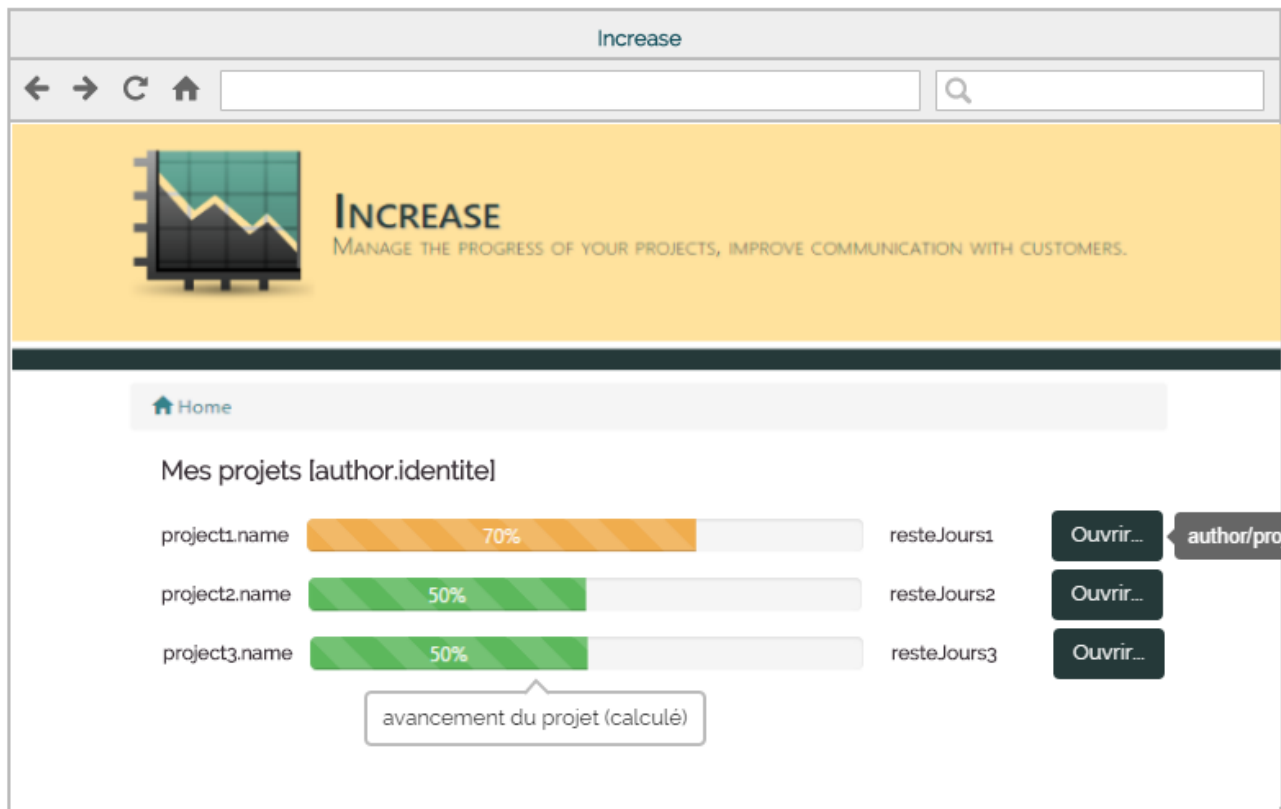 Increase
INCREASE
MANAGE THE PROGRESS OF YOUR PROJECTS, IMPROVE COMMUNICATION WITH CUSTOMERS.
Home
Mes projets [author.identite]
project1.name 70% resteJours1 Ouvrir... author/pro
project2.name 50% resteJours2 Ouvrir...
project3.name 50% resteJours3 Ouvrir...
avancement du projet (calculé)